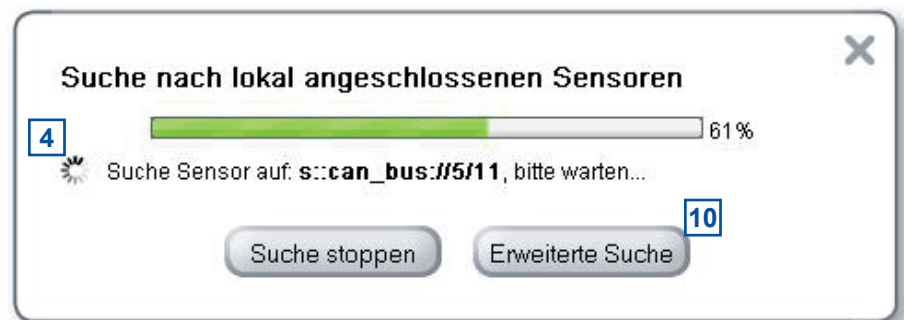 Suche nach lokal angeschlossenen Sensoren
61%
4
Suche Sensor auf: s::can_bus://5/11, bitte warten...
10
Suche stoppen
Erweiterte Suche